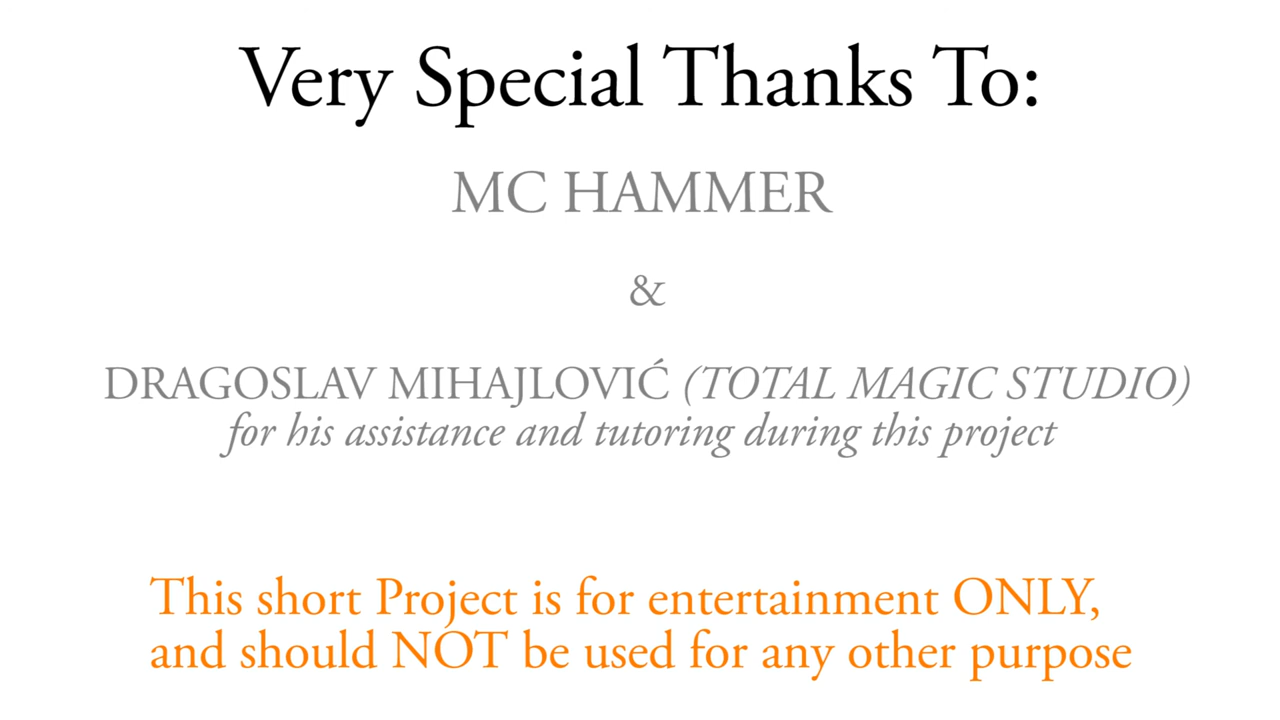 Very Special Thanks To:
MC HAMMER
&
DRAGOSLAV MIHAJLOVIĆ (TOTAL MAGIC STUDIO)
for his assistance and tutoring during this project
This short Project is for entertainment ONLY,
and should NOT be used for any other purpose